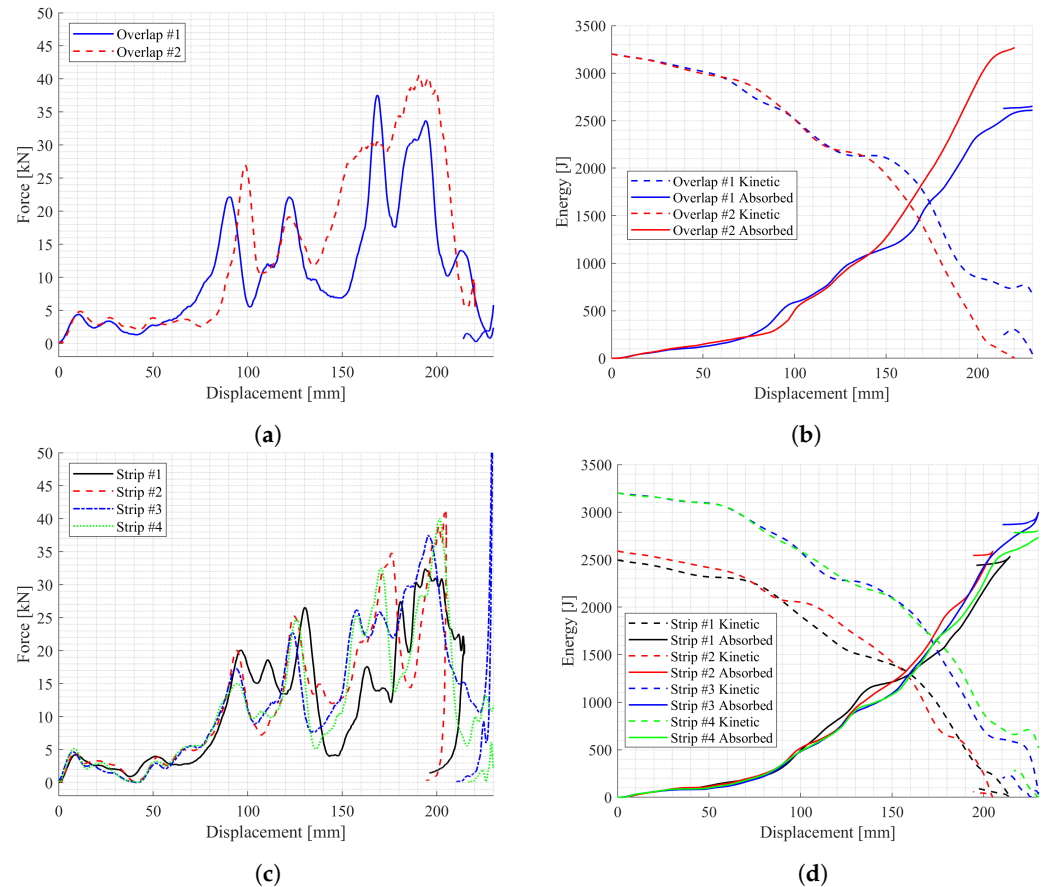 50
45
40
35
30
25
20
15
10
5
0
Force [kN]
Overlap #1
Overlap #2
0 50 100 150 200
Displacement [mm]
(a)
3500
3000
2500
2000
1500
1000
500
0
Energy [J]
Overlap #1 Kinetic
Overlap #1 Absorbed
Overlap #2 Kinetic
Overlap #2 Absorbed
0 50 100 150 200
Displacement [mm]
(b)
50
45
40
35
30
25
20
15
10
5
0
Force [kN]
Strip #1
Strip #2
Strip #3
Strip #4
0 50 100 150 200
Displacement [mm]
(c)
3500
3000
2500
2000
1500
1000
500
0
Energy [J]
Strip #1 Kinetic
Strip #1 Absorbed
Strip #2 Kinetic
Strip #2 Absorbed
Strip #3 Kinetic
Strip #3 Absorbed
Strip #4 Kinetic
Strip #4 Absorbed
0 50 100 150 200
Displacement [mm]
(d)